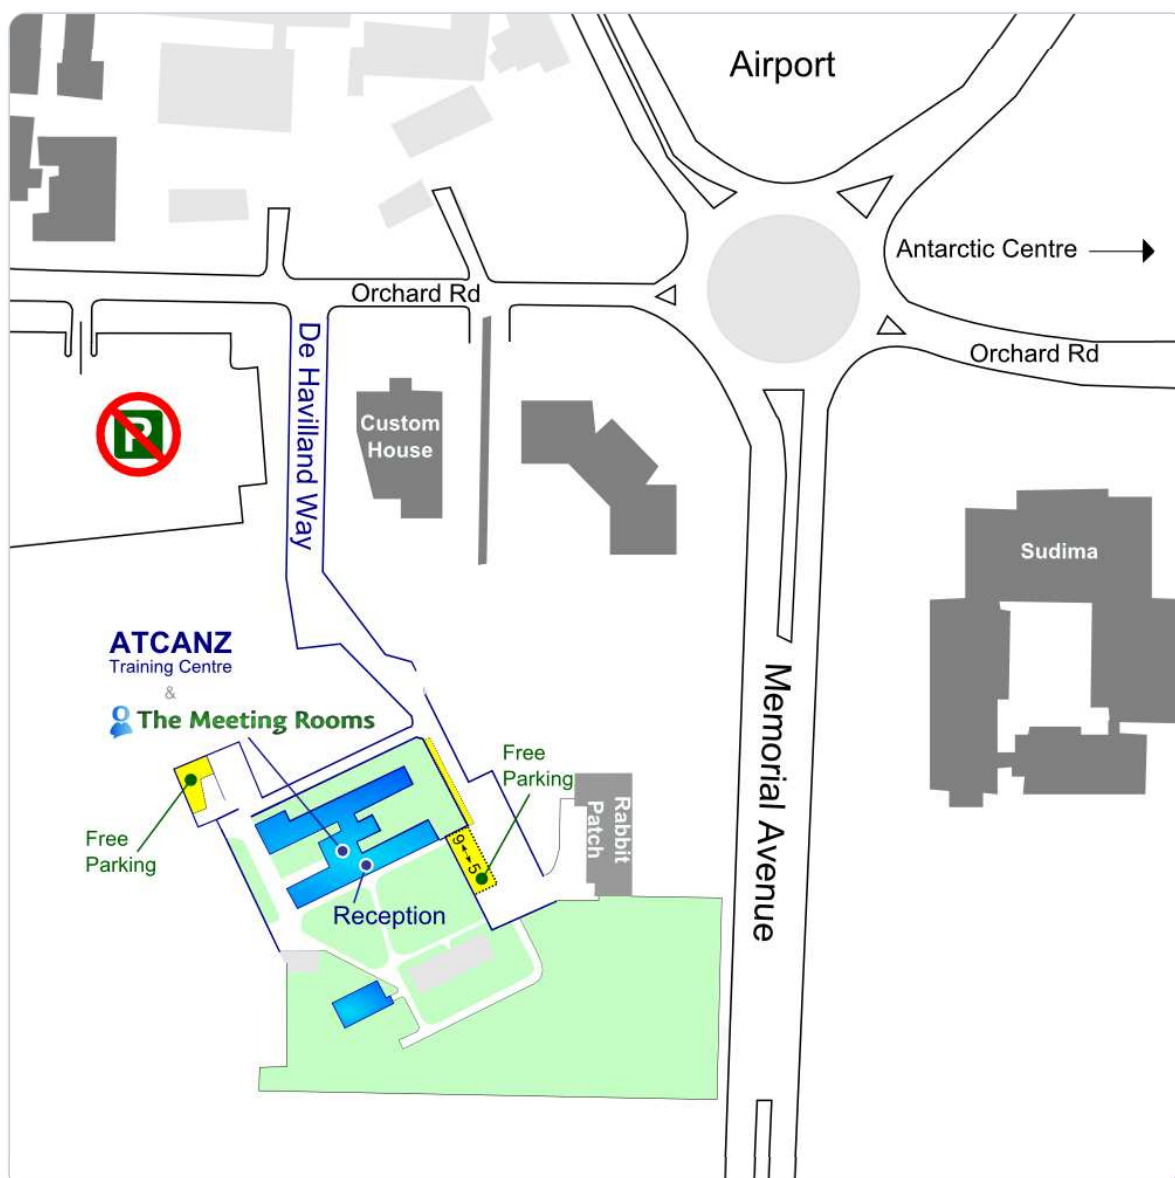 Airport
Antarctic Centre
Orchard Rd
Orchard Rd
De Havilland Way
P
Custom
House
Sudima
ATCANZ
Training Centre
&
The Meeting Rooms
Memorial Avenue
Free
Parking
Rabbit
Patch
Free
Parking
9
5
Reception